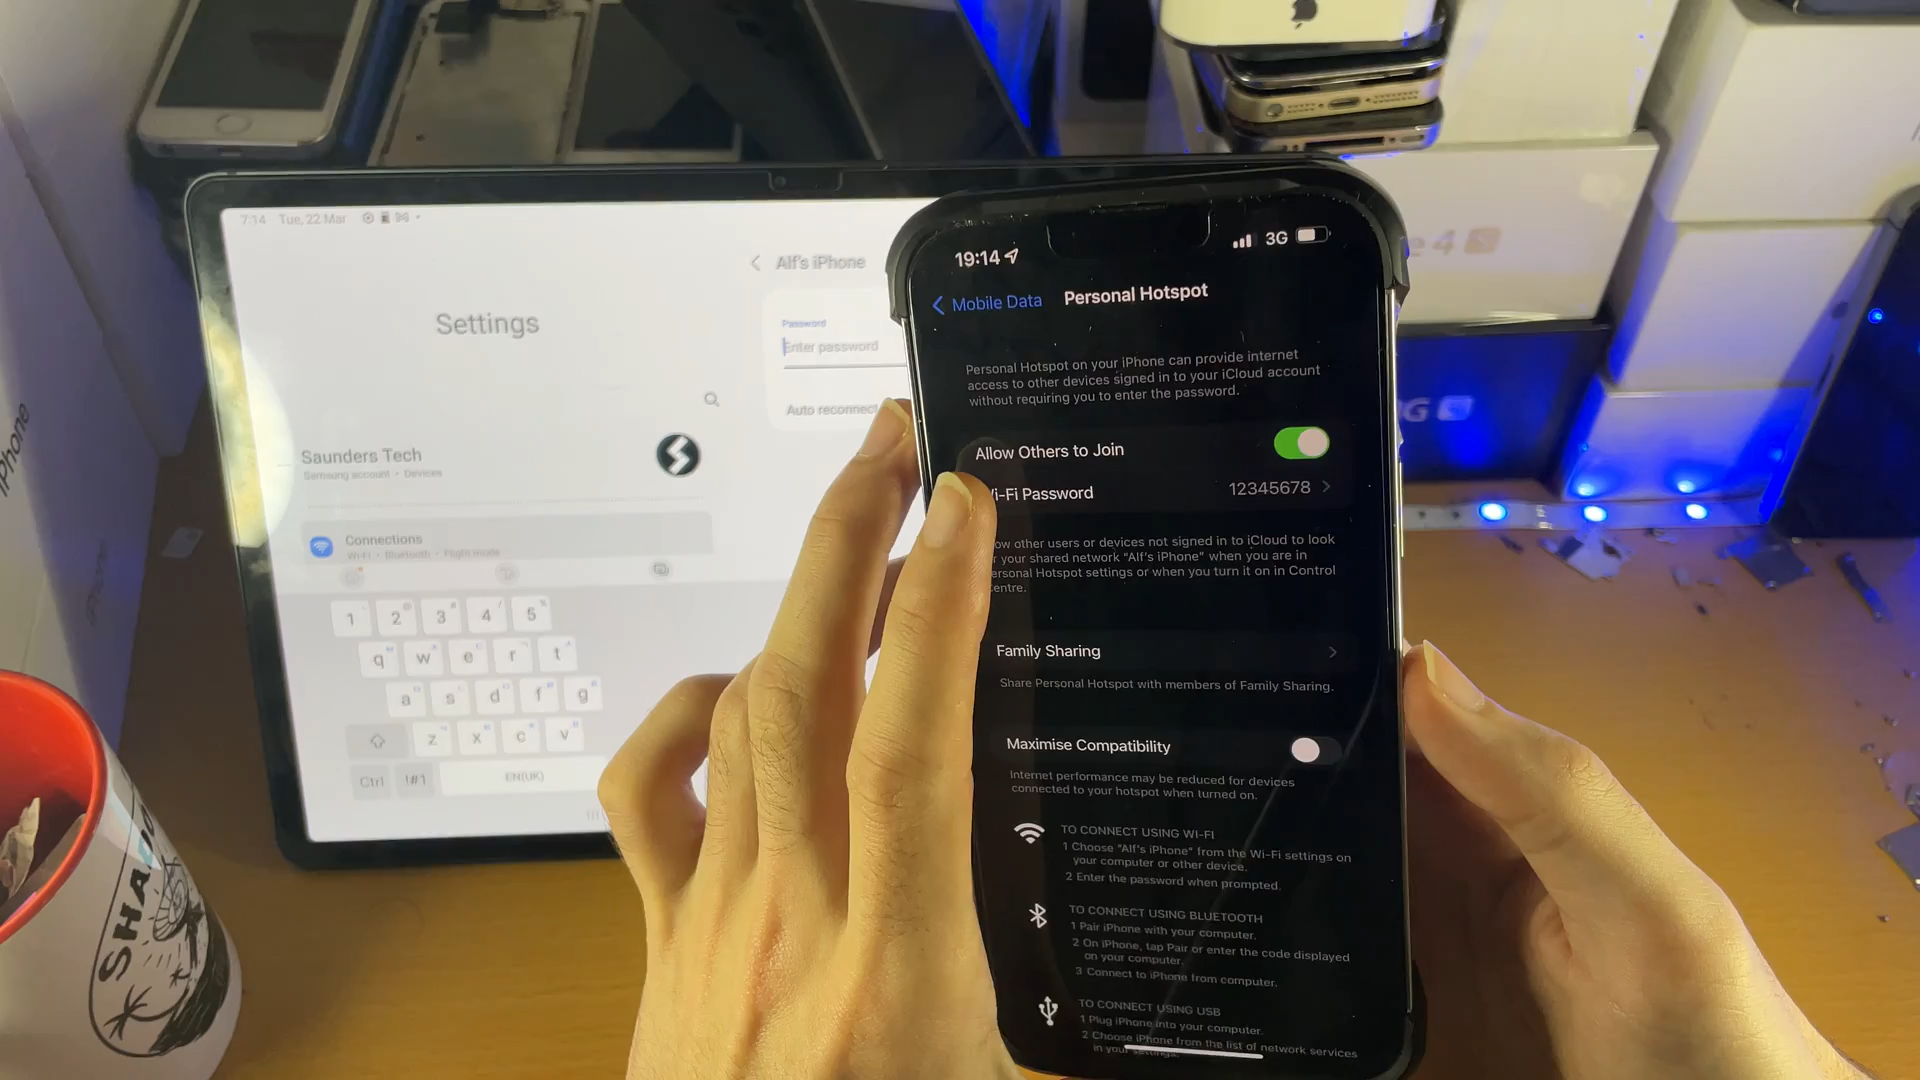 7:14 Tue, 22 Mar
Settings
Saunders Tech
Samsung account • Devices
Connections
Wi-Fi • Bluetooth • Flight mode
Alf's iPhone
Password
Enter password
Auto reconnect
1 2 3 4 5
q w e r t
a s d f g
z x c v
Ctrl !#1 EN(UK)
19:14
3G
Mobile Data
Personal Hotspot
Personal Hotspot on your iPhone can provide internet
access to other devices signed in to your iCloud account
without requiring you to enter the password.
Allow Others to Join
i-Fi Password 12345678
ow other users or devices not signed in to iCloud to look
r your shared network “Alf's iPhone” when you are in
ersonal Hotspot settings or when you turn it on in Control
entre.
Family Sharing
Share Personal Hotspot with members of Family Sharing.
Maximise Compatibility
Internet performance may be reduced for devices
connected to your hotspot when turned on.
TO CONNECT USING WI-FI
1 Choose “Alf's iPhone” from the Wi-Fi settings on
your computer or other device.
2 Enter the password when prompted.
TO CONNECT USING BLUETOOTH
1 Pair iPhone with your computer.
2 On iPhone, tap Pair or enter the code displayed
on your computer.
3 Connect to iPhone from computer.
TO CONNECT USING USB
1 Plug iPhone into your computer.
2 Choose iPhone from the list of network services
in your settings.
iPhone
e 4
G